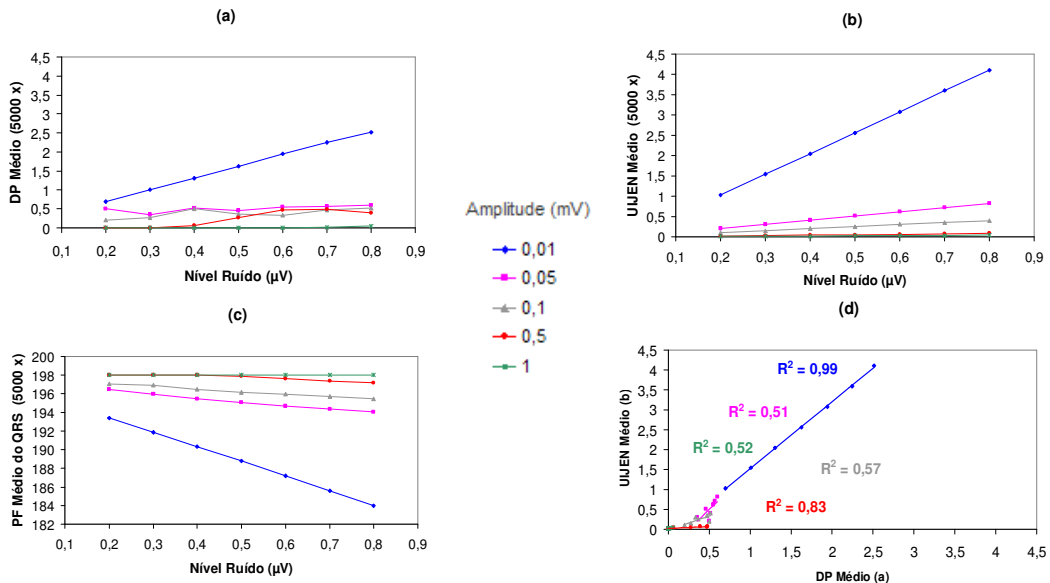 (a)
DP Médio (5000 x)
4,5
4
3,5
3
2,5
2
1,5
1
0,5
0
0,1 0,2 0,3 0,4 0,5 0,6 0,7 0,8 0,9
Nível Ruído (µV)
(b)
UIJEN Médio (5000 x)
4,5
4
3,5
3
2,5
2
1,5
1
0,5
0
0,1 0,2 0,3 0,4 0,5 0,6 0,7 0,8 0,9
Nível Ruído (µV)
Amplitude (mV)
0,01
0,05
0,1
0,5
1
(c)
PF Médio do QRS (5000 x)
200
198
196
194
192
190
188
186
184
182
0,1 0,2 0,3 0,4 0,5 0,6 0,7 0,8 0,9
Nível Ruído (µV)
(d)
UIJEN Médio (b)
4,5
4
3,5
3
2,5
2
1,5
1
0,5
0
R² = 0,99
R² = 0,51
R² = 0,52
R² = 0,57
R² = 0,83
0 0,5 1 1,5 2 2,5 3 3,5 4 4,5
DP Médio (a)